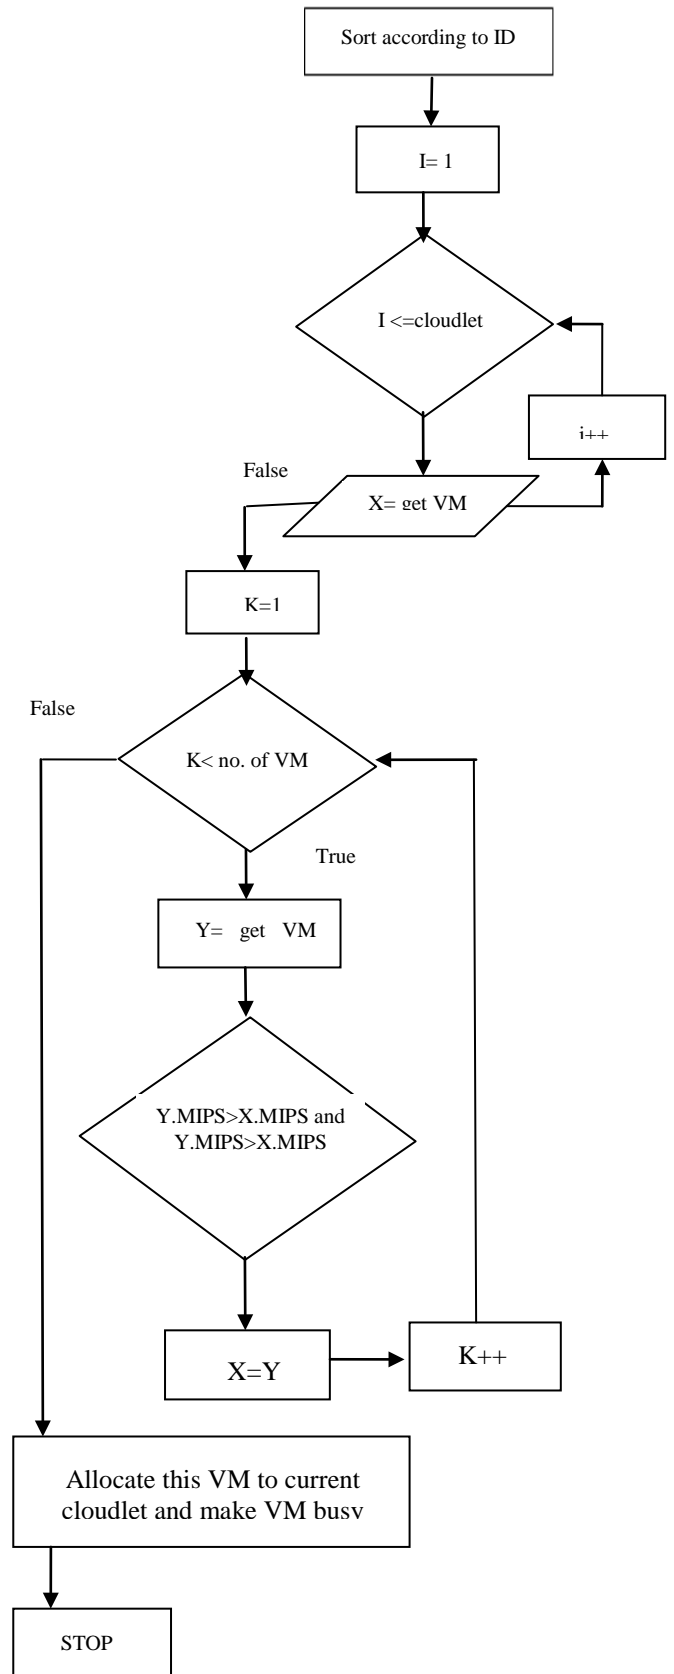 Sort according to ID
I= 1
I <=cloudlet
i++
False
X= get VM
K=1
False
K< no. of VM
True
Y= get VM
Y.MIPS>X.MIPS and
Y.MIPS>X.MIPS
X=Y
K++
Allocate this VM to current
cloudlet and make VM busy
STOP